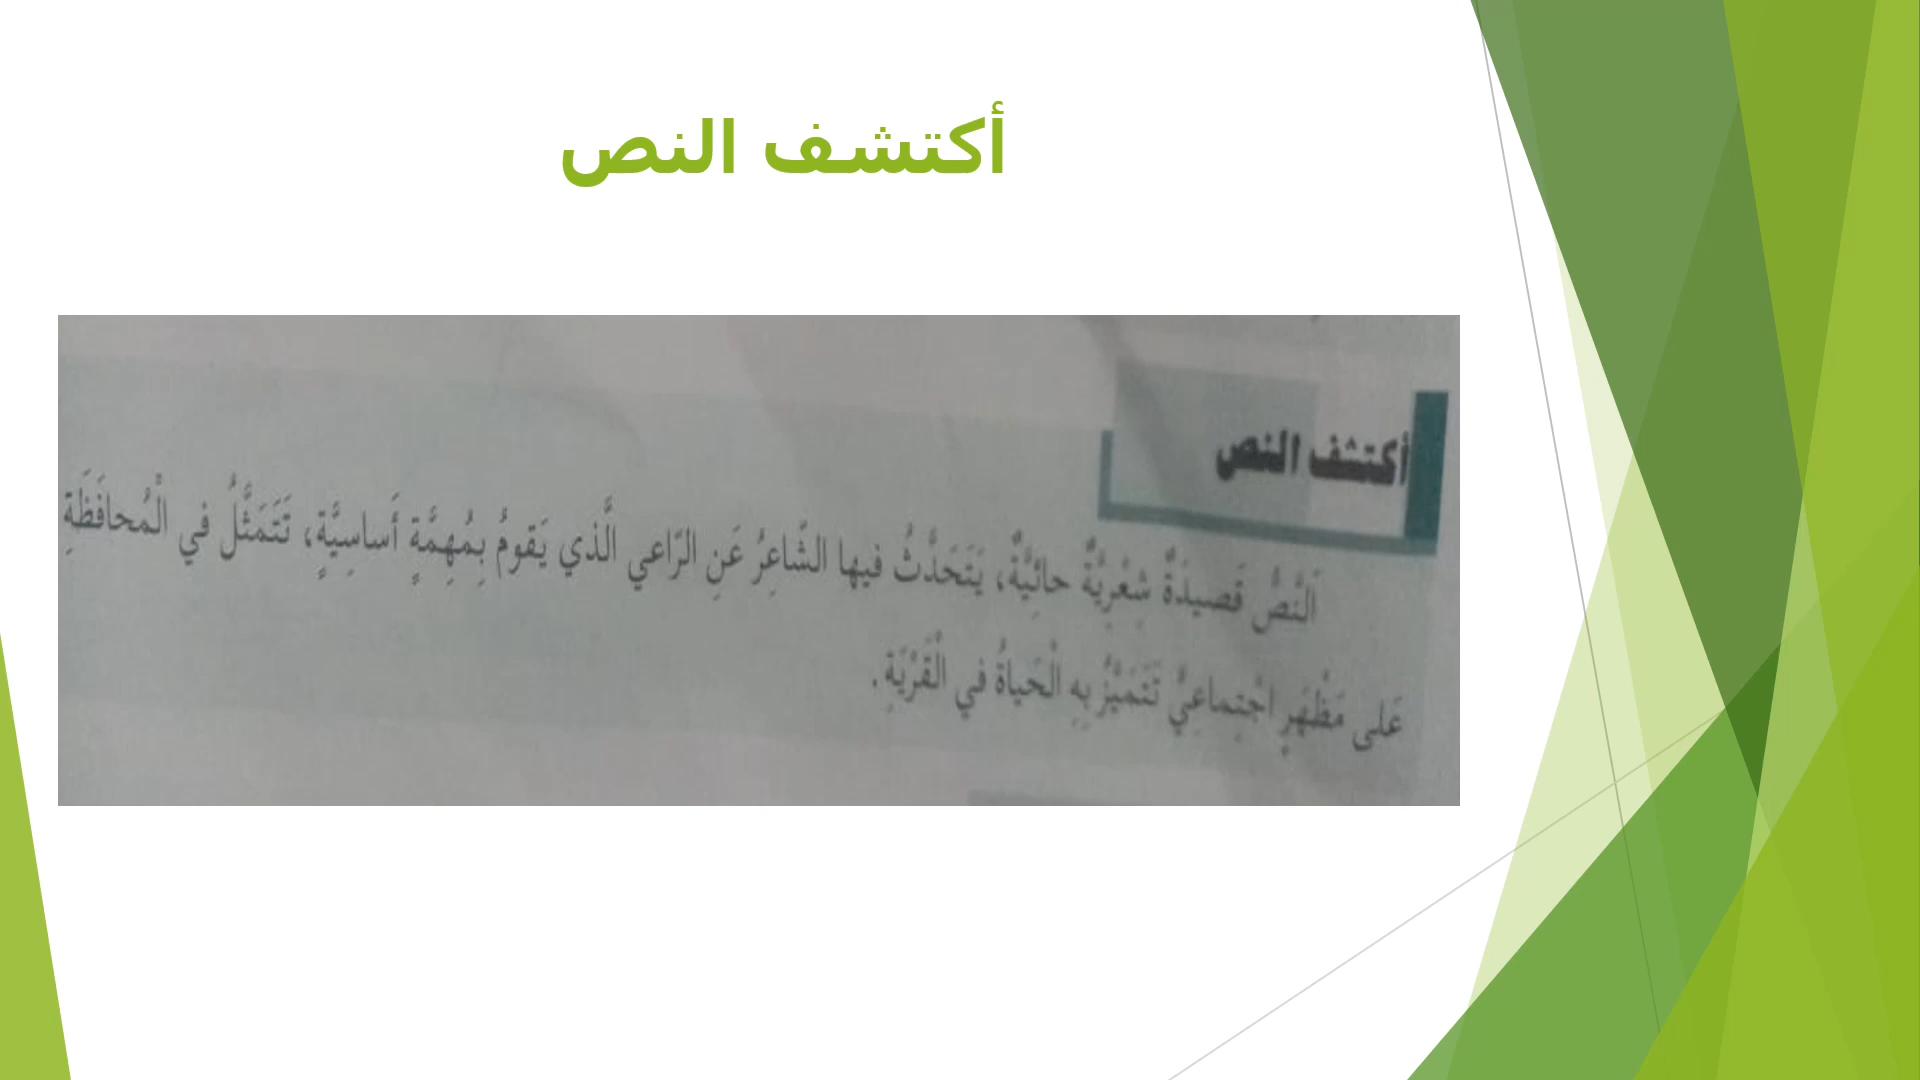 أكتشف النص
أكتشف النص
اَلنَّصُّ قَصيدَةٌ شِعْرِيَّةٌ حائِيَّةٌ، يَتَحَدَّثُ فيها الشّاعِرُ عَنِ الرّاعي الَّذي يَقومُ بِمُهِمَّةٍ أَساسِيَّةٍ، تَتَمَثَّلُ في الْمُحافَظَةِ
عَلى مَظْهَرٍ اجْتِماعِيٍّ تَتَمَيَّزُ بِهِ الْحَياةُ في الْقَرْيَةِ.